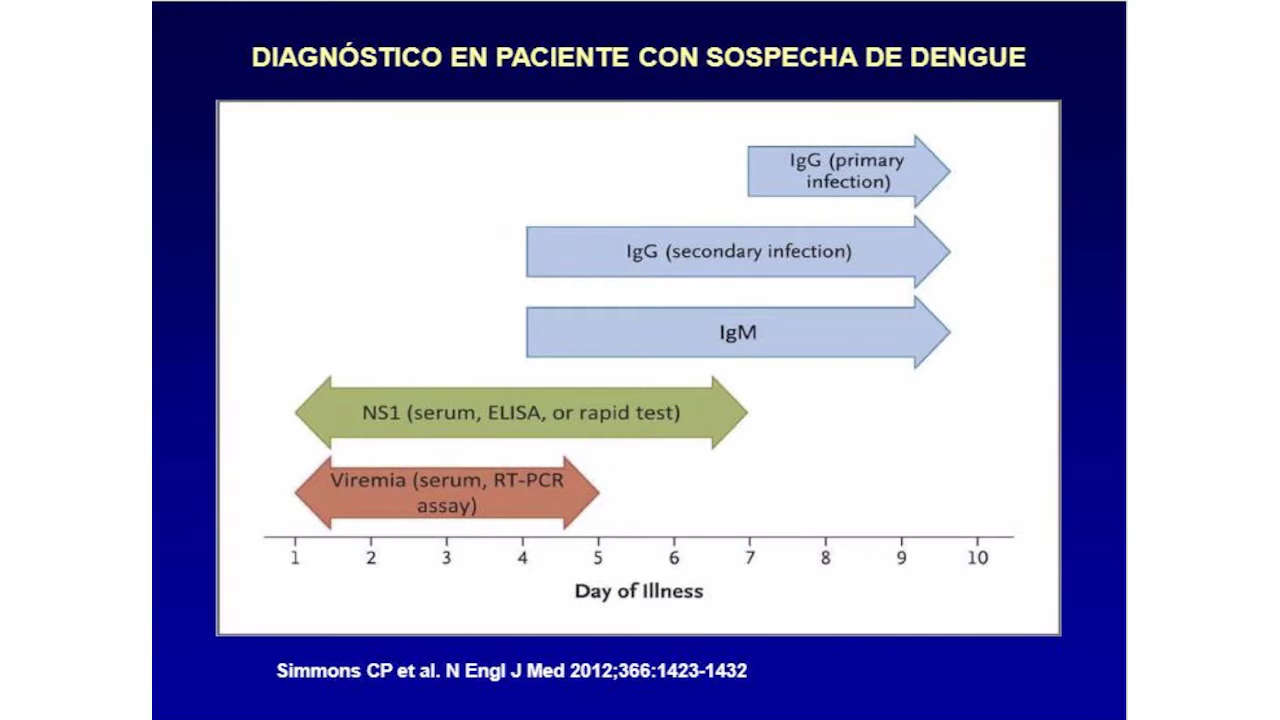 DIAGNÓSTICO EN PACIENTE CON SOSPECHA DE DENGUE
IgG (primary
infection)
IgG (secondary infection)
IgM
NS1 (serum, ELISA, or rapid test)
Viremia (serum, RT-PCR
assay)
1 2 3 4 5 6 7 8 9 10
Day of Illness
Simmons CP et al. N Engl J Med 2012;366:1423-1432